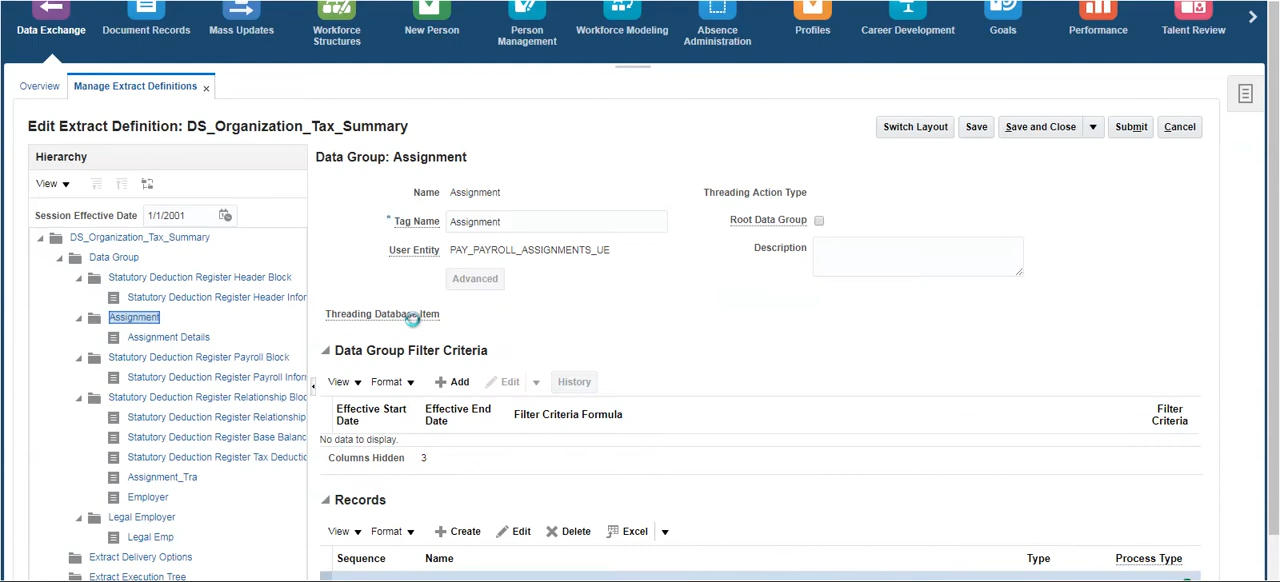 Data Exchange
Document Records
Mass Updates
Workforce
Structures
New Person
Person
Management
Workforce Modeling
Absence
Administration
Profiles
Career Development
Goals
Performance
Talent Review
Overview
Manage Extract Definitions
Edit Extract Definition: DS_Organization_Tax_Summary
Switch Layout
Save
Save and Close
Submit
Cancel
Hierarchy
View
Session Effective Date 1/1/2001
DS_Organization_Tax_Summary
Data Group
Statutory Deduction Register Header Block
Statutory Deduction Register Header Infor
Assignment
Assignment Details
Statutory Deduction Register Payroll Block
Statutory Deduction Register Payroll Inforr
Statutory Deduction Register Relationship Bloc
Statutory Deduction Register Relationship
Statutory Deduction Register Base Balanc
Statutory Deduction Register Tax Deductic
Assignment_Tra
Employer
Legal Employer
Legal Emp
Extract Delivery Options
Extract Execution Tree
Data Group: Assignment
Name Assignment
* Tag Name Assignment
User Entity PAY_PAYROLL_ASSIGNMENTS_UE
Advanced
Threading Database Item
Threading Action Type
Root Data Group
Description
Data Group Filter Criteria
View Format Add Edit History
Effective Start
Date
Effective End
Date
Filter Criteria Formula
Filter
Criteria
No data to display.
Columns Hidden 3
Records
View Format Create Edit Delete Excel
Sequence Name Type Process Type